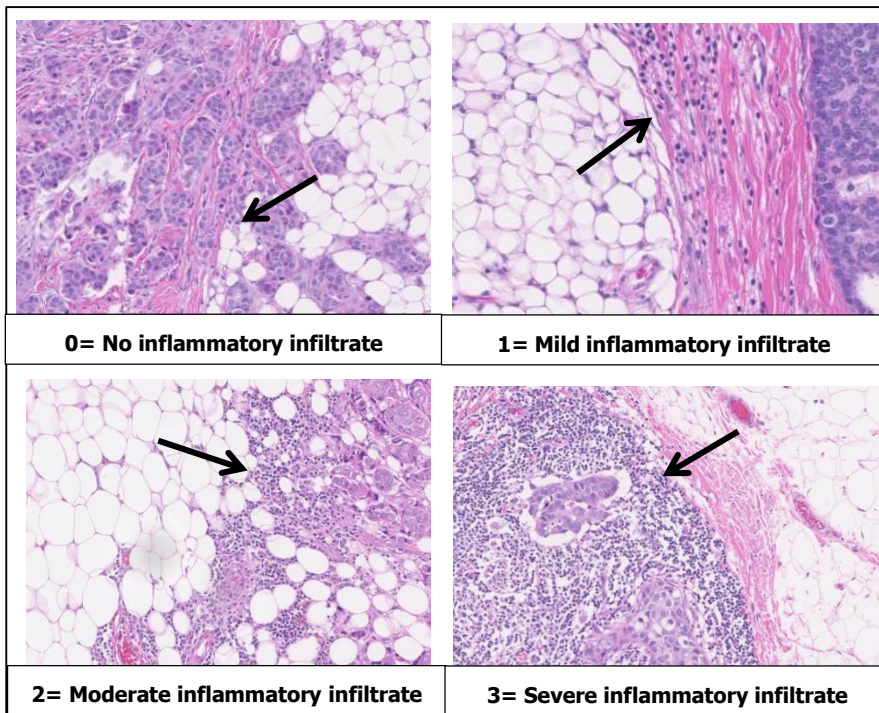 0= No inflammatory infiltrate
1= Mild inflammatory infiltrate
2= Moderate inflammatory infiltrate
3= Severe inflammatory infiltrate